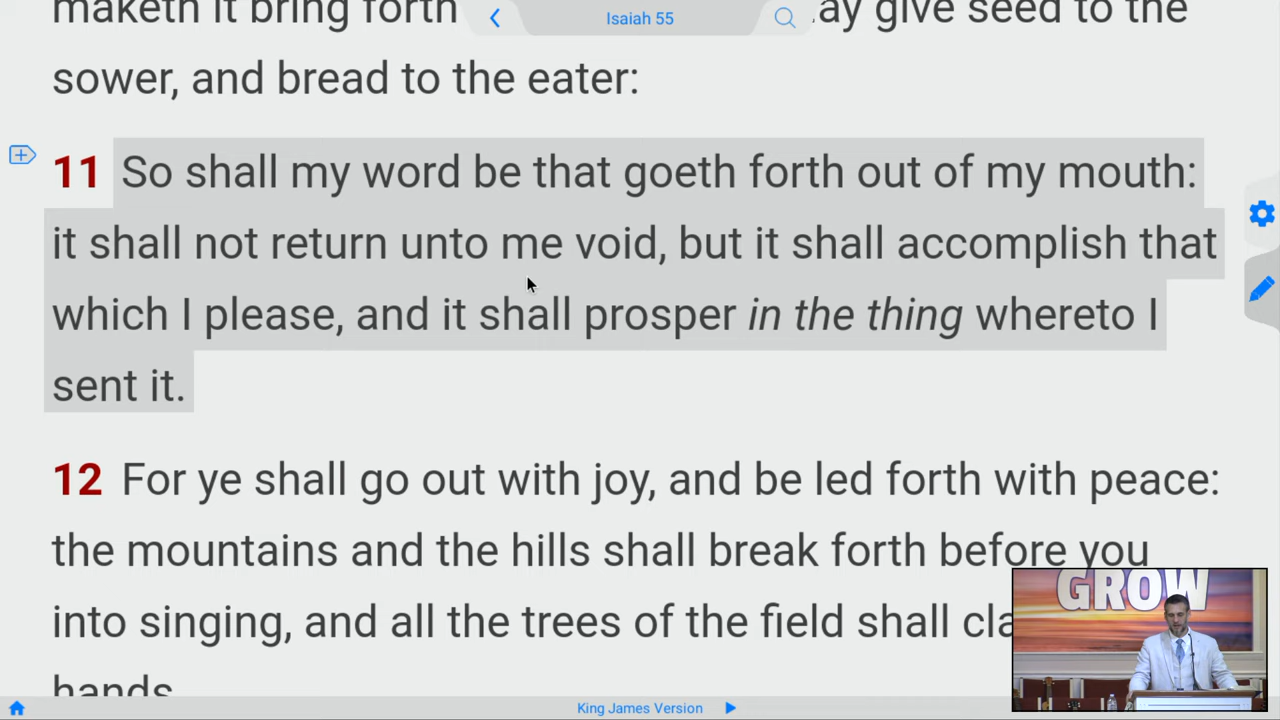 Isaiah 55
maketh it bring forth ay give seed to the
sower, and bread to the eater:
11 So shall my word be that goeth forth out of my mouth:
it shall not return unto me void, but it shall accomplish that
which I please, and it shall prosper in the thing whereto I
sent it.
12 For ye shall go out with joy, and be led forth with peace:
the mountains and the hills shall break forth before you
into singing, and all the trees of the field shall cla
hands
GROW
King James Version